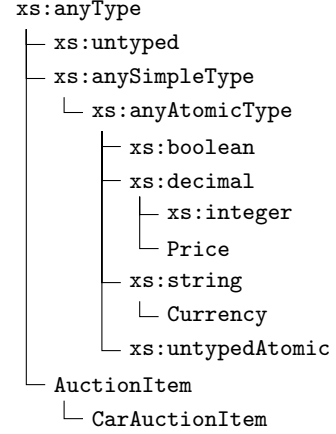 xs:anyType
xs:untyped
xs:anySimpleType
xs:anyAtomicType
xs:boolean
xs:decimal
xs:integer
Price
xs:string
Currency
xs:untypedAtomic
AuctionItem
CarAuctionItem